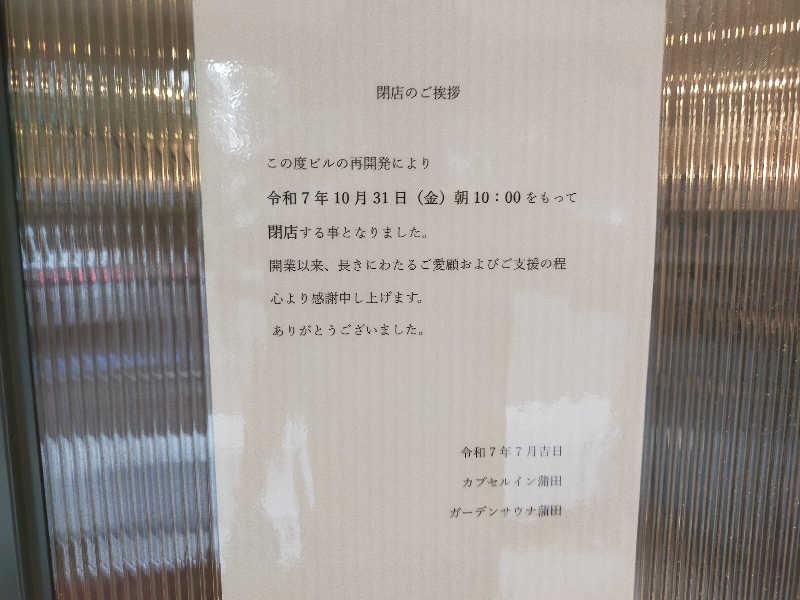 閉店のご挨拶
この度ビルの再開発により
令和7年10月31日（金）朝10：00をもって
閉店する事となりました。
開業以来、長きにわたるご愛顧およびご支援の程
心より感謝申し上げます。
ありがとうございました。
令和7年7月吉日
カプセルイン蒲田
ガーデンサウナ蒲田